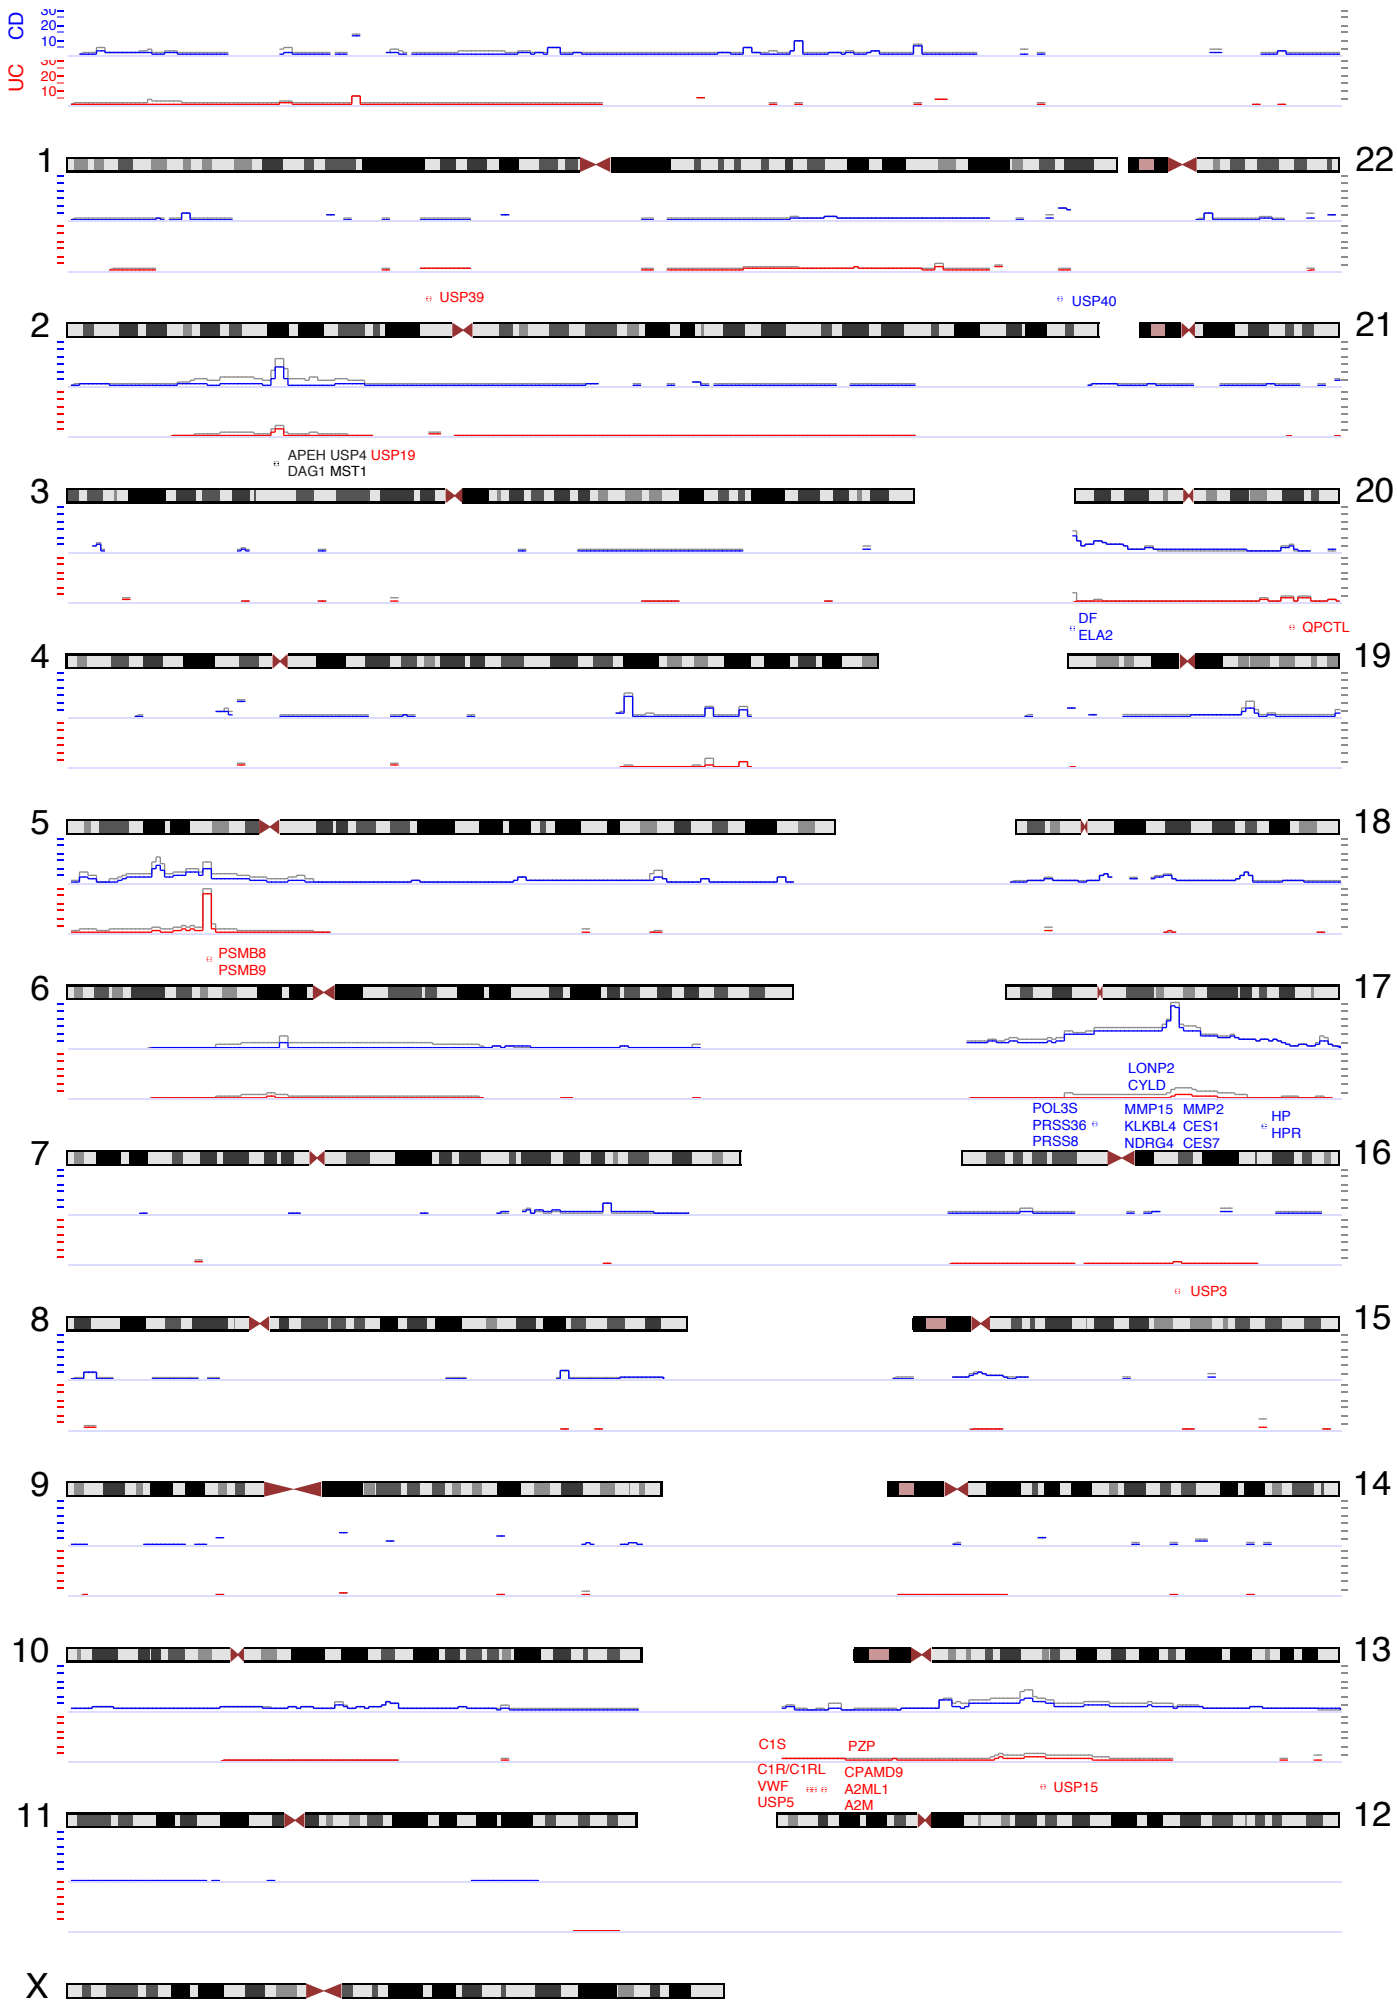 CD
30
20
10
UC
30
20
10
1
22
USP39
USP40
2
21
APEH USP4 USP19
DAG1 MST1
3
20
DF
ELA2
QPCTL
4
19
5
18
PSMB8
PSMB9
6
17
LONP2
CYLD
POL3S
PRSS36
PRSS8
MMP15 MMP2
KLKBL4 CES1
NDRG4 CES7
HP
HPR
7
16
USP3
8
15
9
14
10
13
C1S
C1R/C1RL
VWF
USP5
PZP
CPAMD9
A2ML1
A2M
USP15
11
12
X